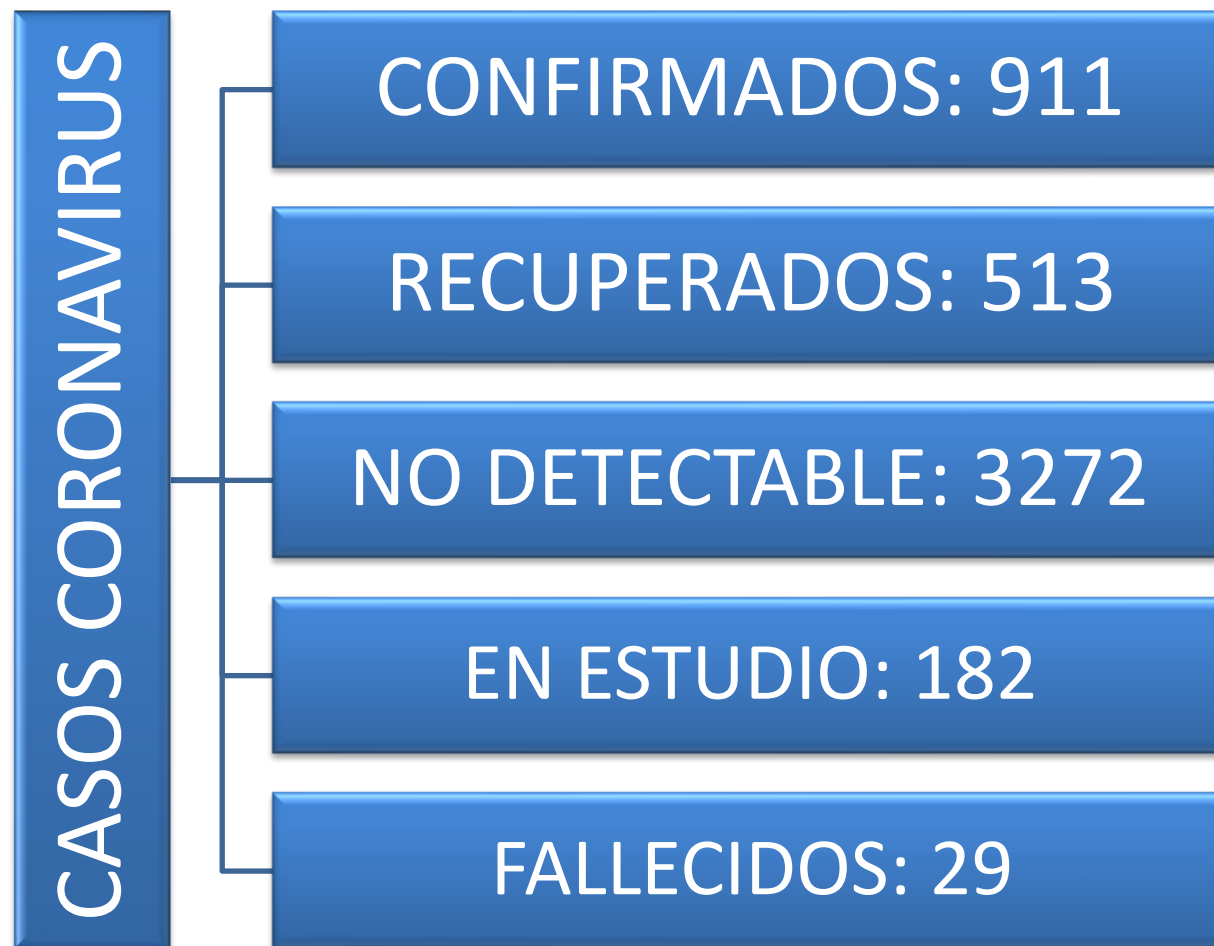 CASOS CORONAVIRUS
CONFIRMADOS: 911
RECUPERADOS: 513
NO DETECTABLE: 3272
EN ESTUDIO: 182
FALLECIDOS: 29